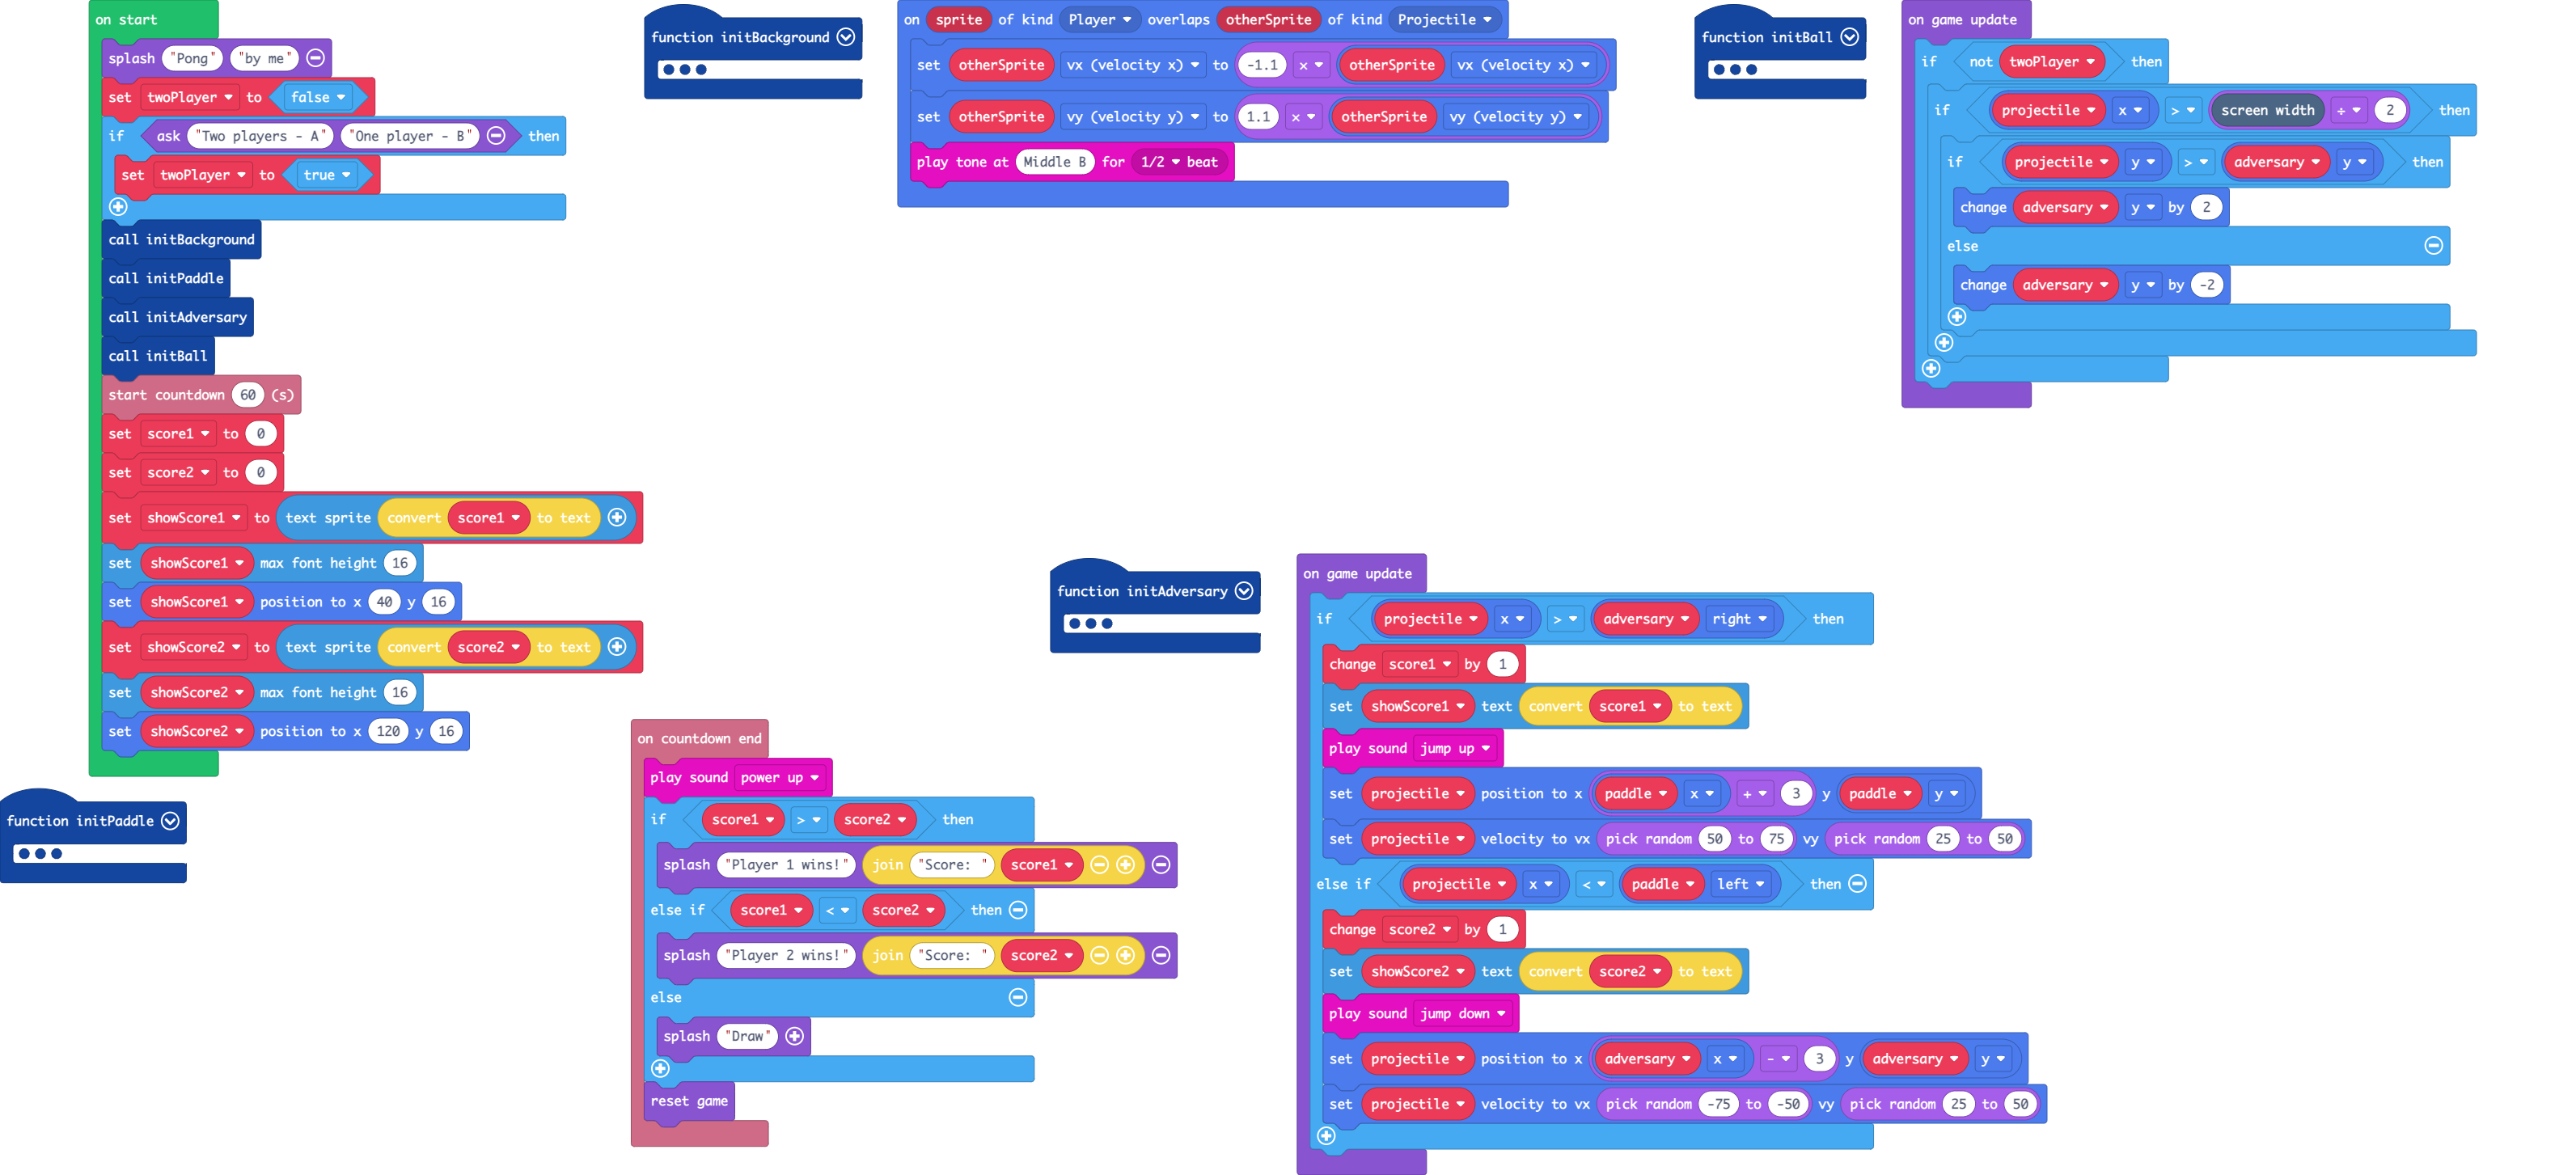 on start
splash "Pong" "by me"
set twoPlayer to false
if ask "Two players - A" "One player - B" then
set twoPlayer to true
call initBackground
call initPaddle
call initAdversary
call initBall
start countdown 60 (s)
set score1 to 0
set score2 to 0
set showScore1 to text sprite convert score1 to text
set showScore1 max font height 16
set showScore1 position to x 40 y 16
set showScore2 to text sprite convert score2 to text
set showScore2 max font height 16
set showScore2 position to x 120 y 16
function initPaddle
function initBackground
on sprite of kind Player overlaps otherSprite of kind Projectile
set otherSprite vx (velocity x) to -1.1 × otherSprite vx (velocity x)
set otherSprite vy (velocity y) to 1.1 × otherSprite vy (velocity y)
play tone at Middle B for 1/2 beat
function initBall
on game update
if not twoPlayer then
if projectile x > screen width ÷ 2 then
if projectile y > adversary y then
change adversary y by 2
else
change adversary y by -2
on countdown end
play sound power up
if score1 > score2 then
splash "Player 1 wins!" join "Score: " score1
else if score1 < score2 then
splash "Player 2 wins!" join "Score: " score2
else
splash "Draw"
reset game
function initAdversary
on game update
if projectile x > adversary right then
change score1 by 1
set showScore1 text convert score1 to text
play sound jump up
set projectile position to x paddle x + 3 y paddle y
set projectile velocity to vx pick random 50 to 75 vy pick random 25 to 50
else if projectile x < paddle left then
change score2 by 1
set showScore2 text convert score2 to text
play sound jump down
set projectile position to x adversary x - 3 y adversary y
set projectile velocity to vx pick random -75 to -50 vy pick random 25 to 50